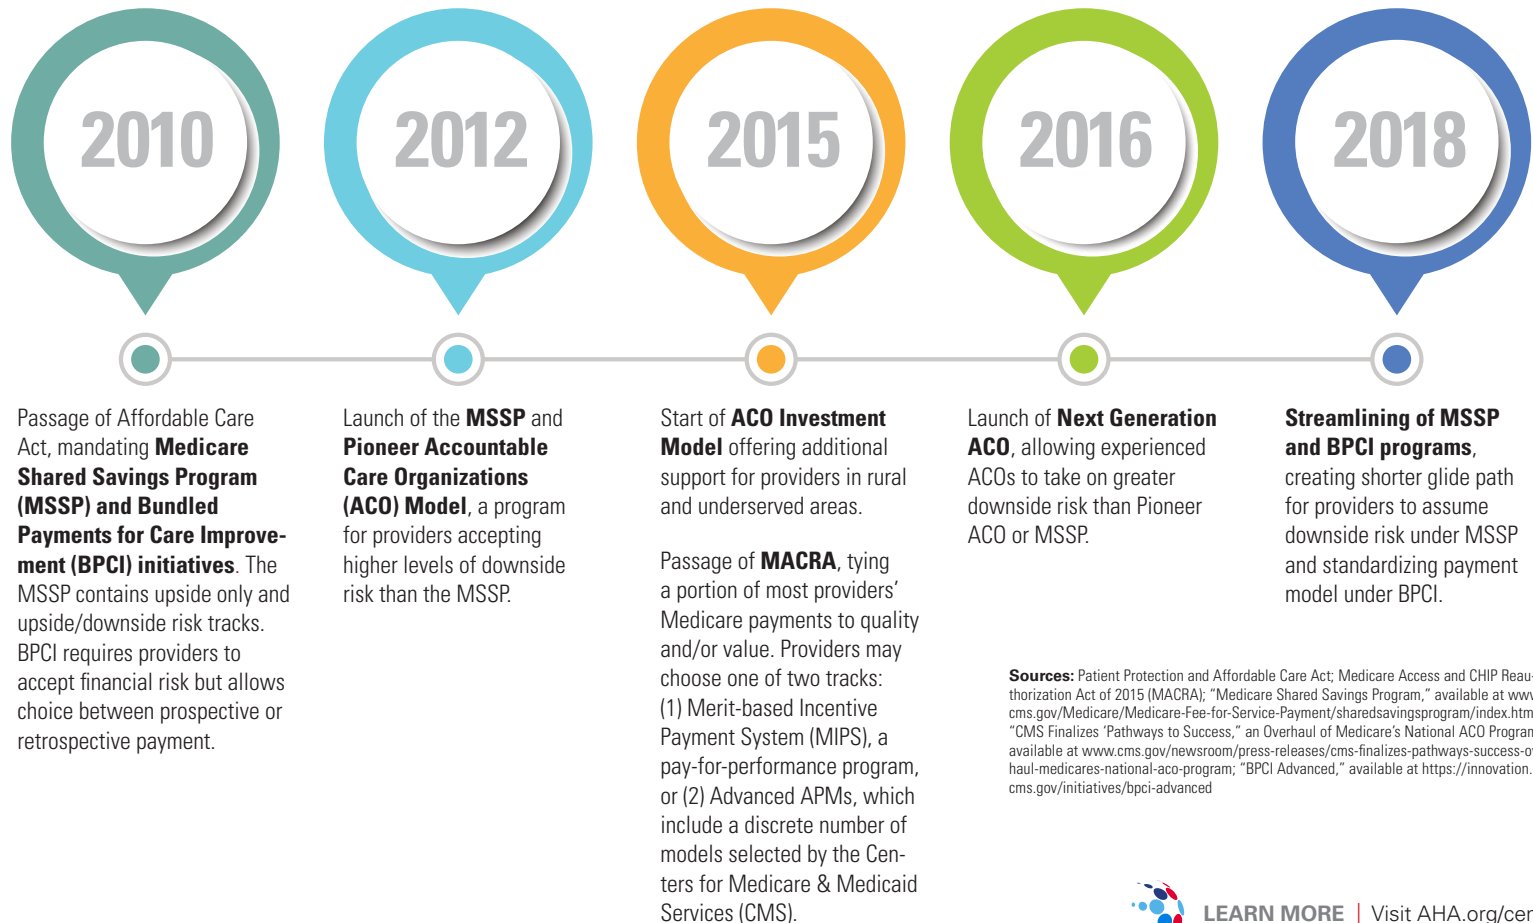 2010
2012
2015
2016
2018
Passage of Affordable Care
Act, mandating Medicare
Shared Savings Program
(MSSP) and Bundled
Payments for Care Improve-
ment (BPCI) initiatives. The
MSSP contains upside only and
upside/downside risk tracks.
BPCI requires providers to
accept financial risk but allows
choice between prospective or
retrospective payment.
Launch of the MSSP and
Pioneer Accountable
Care Organizations
(ACO) Model, a program
for providers accepting
higher levels of downside
risk than the MSSP.
Start of ACO Investment
Model offering additional
support for providers in rural
and underserved areas.
Passage of MACRA, tying
a portion of most providers’
Medicare payments to quality
and/or value. Providers may
choose one of two tracks:
(1) Merit-based Incentive
Payment System (MIPS), a
pay-for-performance program,
or (2) Advanced APMs, which
include a discrete number of
models selected by the Cen-
ters for Medicare & Medicaid
Services (CMS).
Launch of Next Generation
ACO, allowing experienced
ACOs to take on greater
downside risk than Pioneer
ACO or MSSP.
Streamlining of MSSP
and BPCI programs,
creating shorter glide path
for providers to assume
downside risk under MSSP
and standardizing payment
model under BPCI.
Sources: Patient Protection and Affordable Care Act; Medicare Access and CHIP Reau-
thorization Act of 2015 (MACRA); “Medicare Shared Savings Program,” available at www
cms.gov/Medicare/Medicare-Fee-for-Service-Payment/sharedsavingsprogram/index.htm
“CMS Finalizes ‘Pathways to Success,” an Overhaul of Medicare’s National ACO Program
available at www.cms.gov/newsroom/press-releases/cms-finalizes-pathways-success-o
haul-medicares-national-aco-program; “BPCI Advanced,” available at https://innovation.
cms.gov/initiatives/bpci-advanced
LEARN MORE | Visit AHA.org/cen